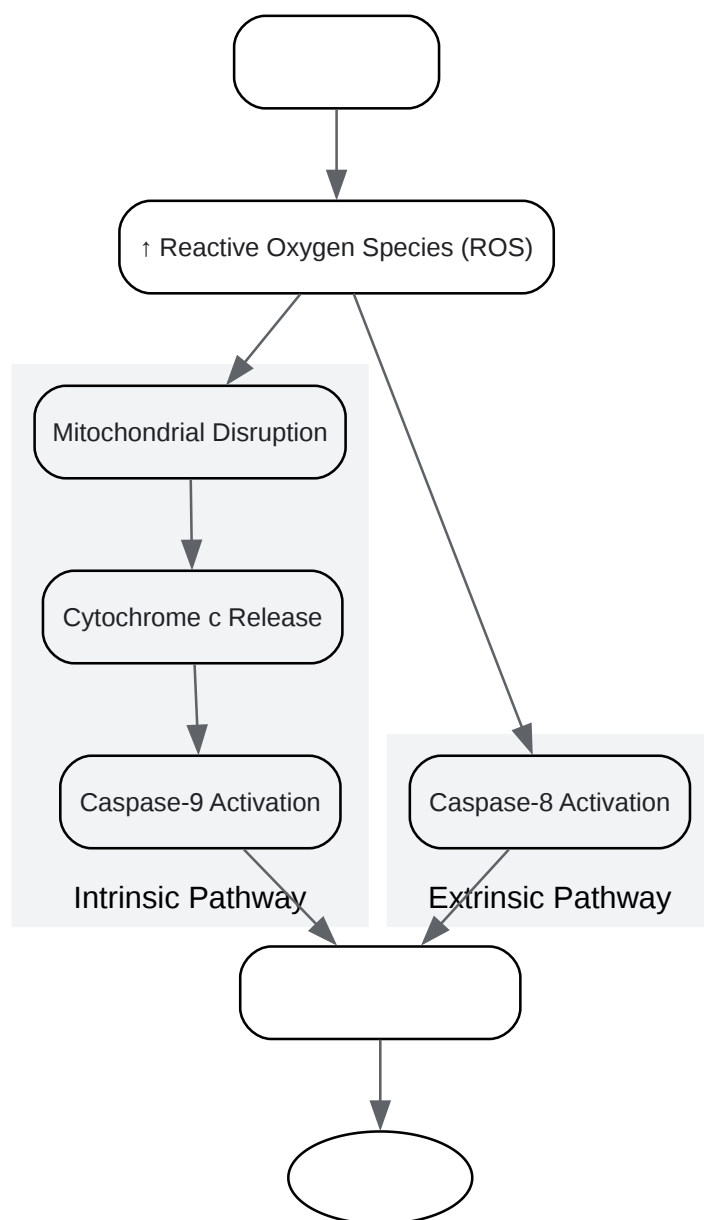 ↑ Reactive Oxygen Species (ROS)
Mitochondrial Disruption
Cytochrome c Release
Caspase-9 Activation
Caspase-8 Activation
Intrinsic Pathway
Extrinsic Pathway